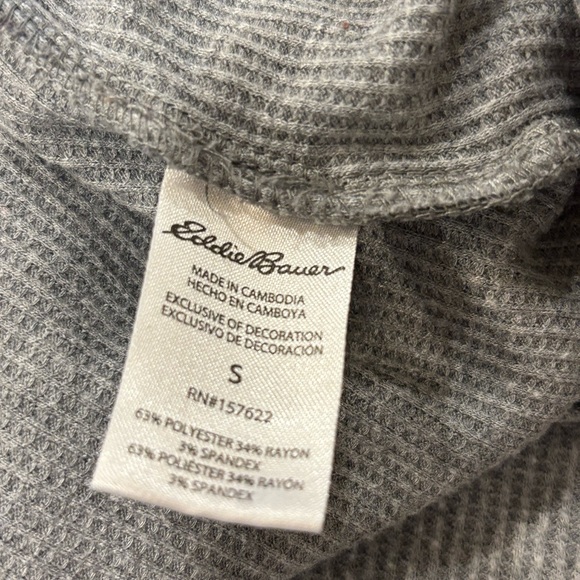 Eddie Bauer
MADE IN CAMBODIA
HECHO EN CAMBOYA
EXCLUSIVE OF DECORATION
EXCLUSIVO DE DECORACIÓN
S
RN#157622
63% POLYESTER 34% RAYON
3% SPANDEX
63% POLIÉSTER 34% RAYÓN
3% SPANDEX